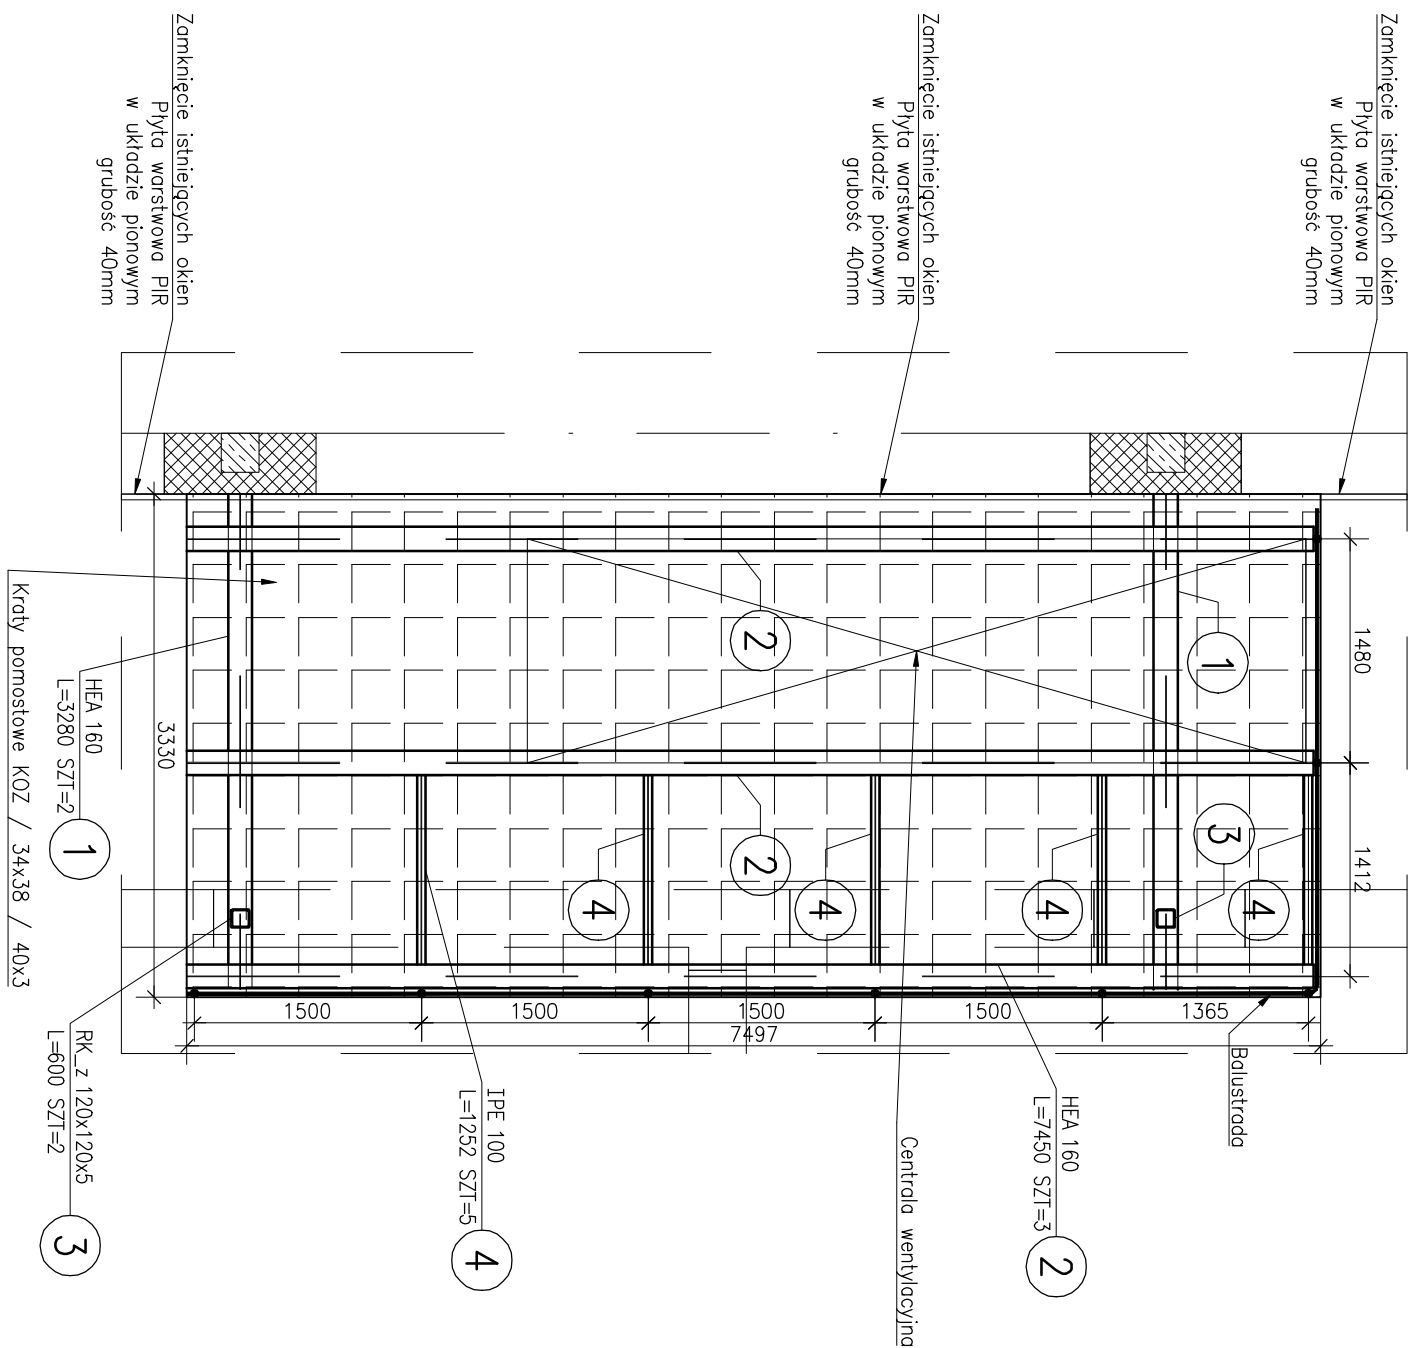 Zamknięcie istniejących okien
Płyta warstwowa PIR
w układzie pionowym
grubość 40mm
Zamknięcie istniejących okien
Płyta warstwowa PIR
w układzie pionowym
grubość 40mm
Zamknięcie istniejących okien
Płyta warstwowa PIR
w układzie pionowym
grubość 40mm
1480
1412
1
2
3
2
4
4
4
4
3330
1500
1500
1500
1500
1365
7497
Balustrada
HEA 160
L=7450 SZT=3
2
Centrala wentylacyjna
IPE 100
L=1252 SZT=5
4
RK_z 120x120x5
L=600 SZT=2
3
HEA 160
L=3280 SZT=2
1
Kraty pomostowe KOZ / 34x38 / 40x3